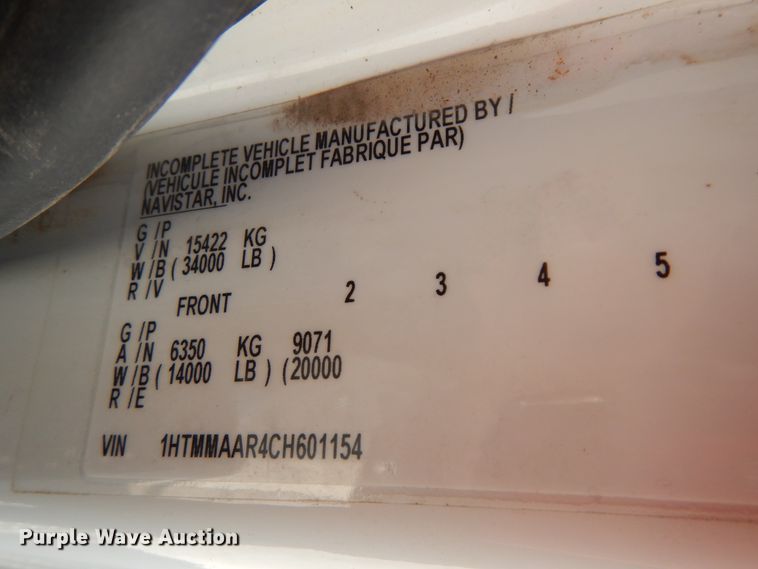 INCOMPLETE VEHICLE MANUFACTURED BY /
(VEHICULE INCOMPLET FABRIQUE PAR)
NAVISTAR, INC.
G /P
V /N 15422 KG
W /B ( 34000 LB )
R /V
FRONT 2 3 4 5
G /P
A /N 6350 KG 9071
W /B ( 14000 LB ) (20000
R /E
VIN 1HTMMAAR4CH601154
Purple Wave Auction